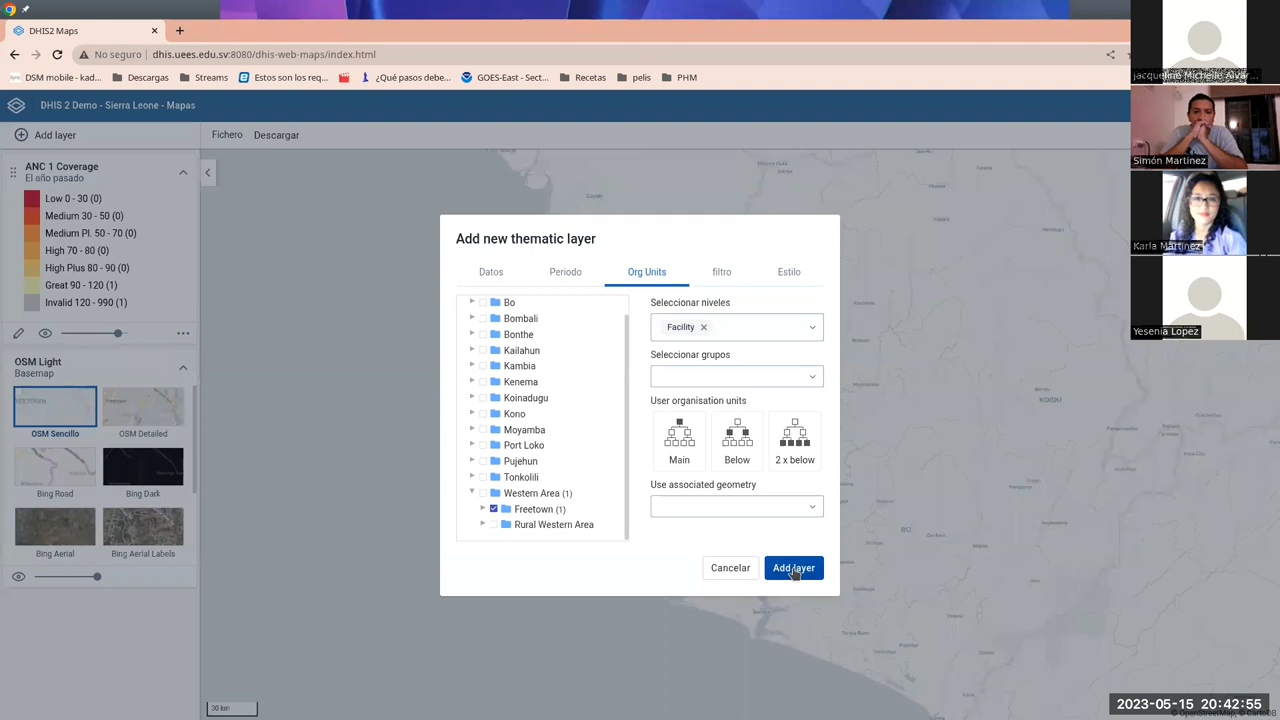 DHIS2 Maps
No seguro
dhis.uees.edu.sv:8080/dhis-web-maps/index.html
DSM mobile - kad...
Descargas
Streams
Estos son los req...
¿Qué pasos debe...
GOES-East - Sect...
Recetas
pelis
PHM
DHIS 2 Demo - Sierra Leone - Mapas
Add layer
Fichero
Descargar
ANC 1 Coverage
El año pasado
Low 0 - 30 (0)
Medium 30 - 50 (0)
Medium Pl. 50 - 70 (0)
High 70 - 80 (0)
High Plus 80 - 90 (0)
Great 90 - 120 (1)
Invalid 120 - 990 (1)
OSM Light
Basemap
OSM Sencillo
OSM Detailed
Bing Road
Bing Dark
Bing Aerial
Bing Aerial Labels
30 km
Add new thematic layer
Datos
Periodo
Org Units
filtro
Estilo
Bo
Bombali
Bonthe
Kailahun
Kambia
Kenema
Koinadugu
Kono
Moyamba
Port Loko
Pujehun
Tonkolili
Western Area (1)
Freetown (1)
Rural Western Area
Seleccionar niveles
Facility
Seleccionar grupos
User organisation units
Main
Below
2 x below
Use associated geometry
Cancelar
Add layer
KOIDU
BO
jacqueline Michelle Alvar...
Simón Martinez
Karla Martinez
Yesenia Lopez
2023-05-15 20:42:55